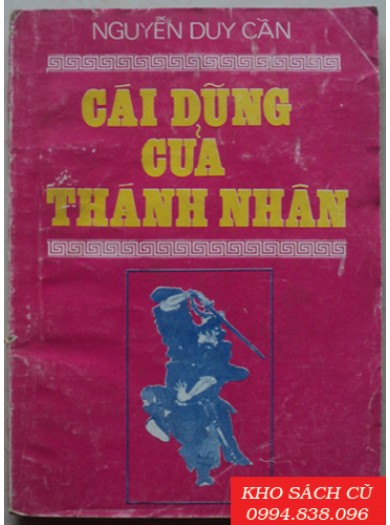 NGUYỄN DUY CẦN
CÁI DŨNG
CỦA
THÁNH NHÂN
KHO SÁCH CŨ
0994.838.096